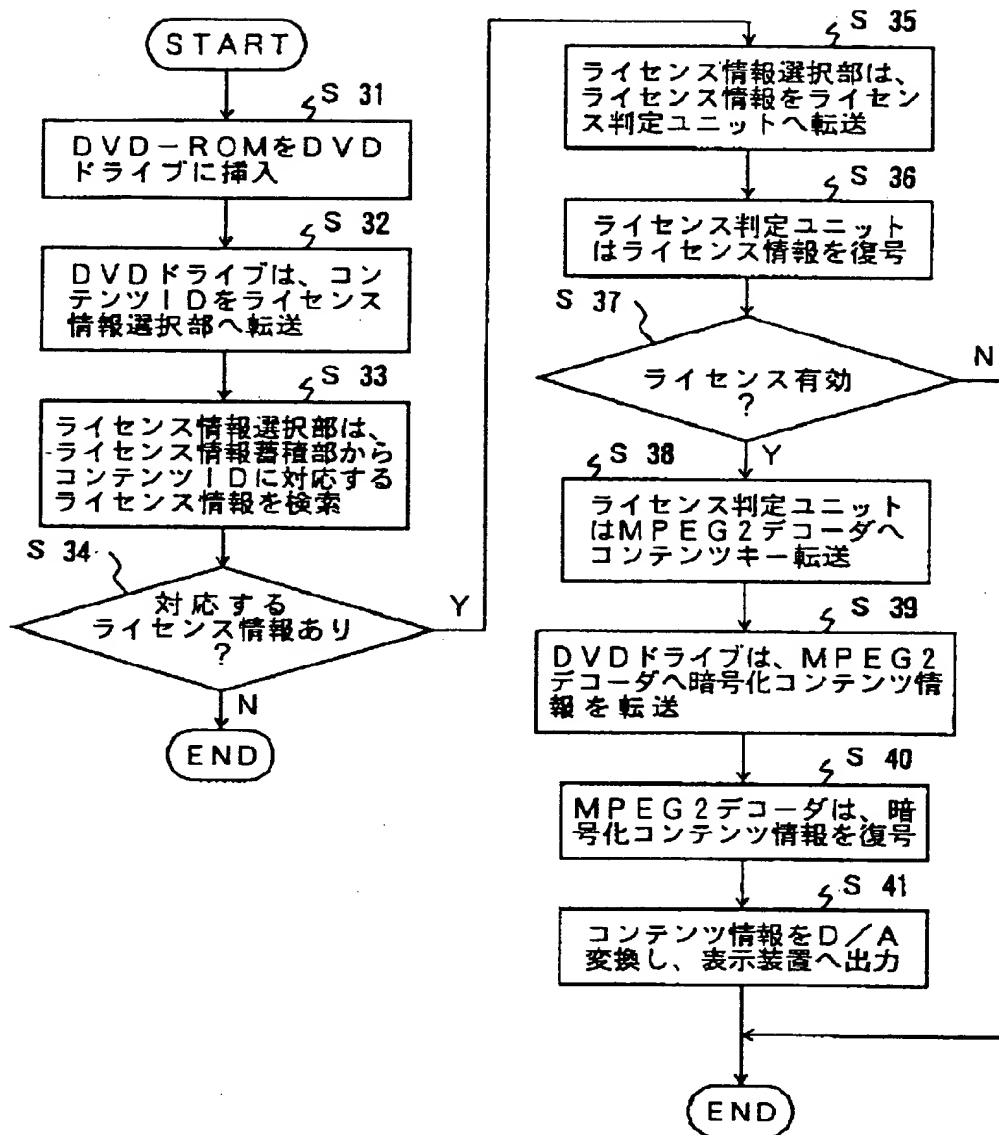 START
S 31
DVD-ROMをDVD
ドライブに挿入
S 32
DVDドライブは、コン
テンツIDをライセンス
情報選択部へ転送
S 33
ライセンス情報選択部は、
ライセンス情報蓄積部から
コンテンツIDに対応する
ライセンス情報を検索
S 34
対応する
ライセンス情報あり
?
Y
N
END
S 35
ライセンス情報選択部は、
ライセンス情報をライセン
ス判定ユニットへ転送
S 36
ライセンス判定ユニット
はライセンス情報を復号
S 37
ライセンス有効
?
N
Y
S 38
ライセンス判定ユニット
はMPEG2デコーダへ
コンテンツキー転送
S 39
DVDドライブは、MPEG2
デコーダへ暗号化コンテンツ情
報を転送
S 40
MPEG2デコーダは、暗
号化コンテンツ情報を復号
S 41
コンテンツ情報をD/A
変換し、表示装置へ出力
END